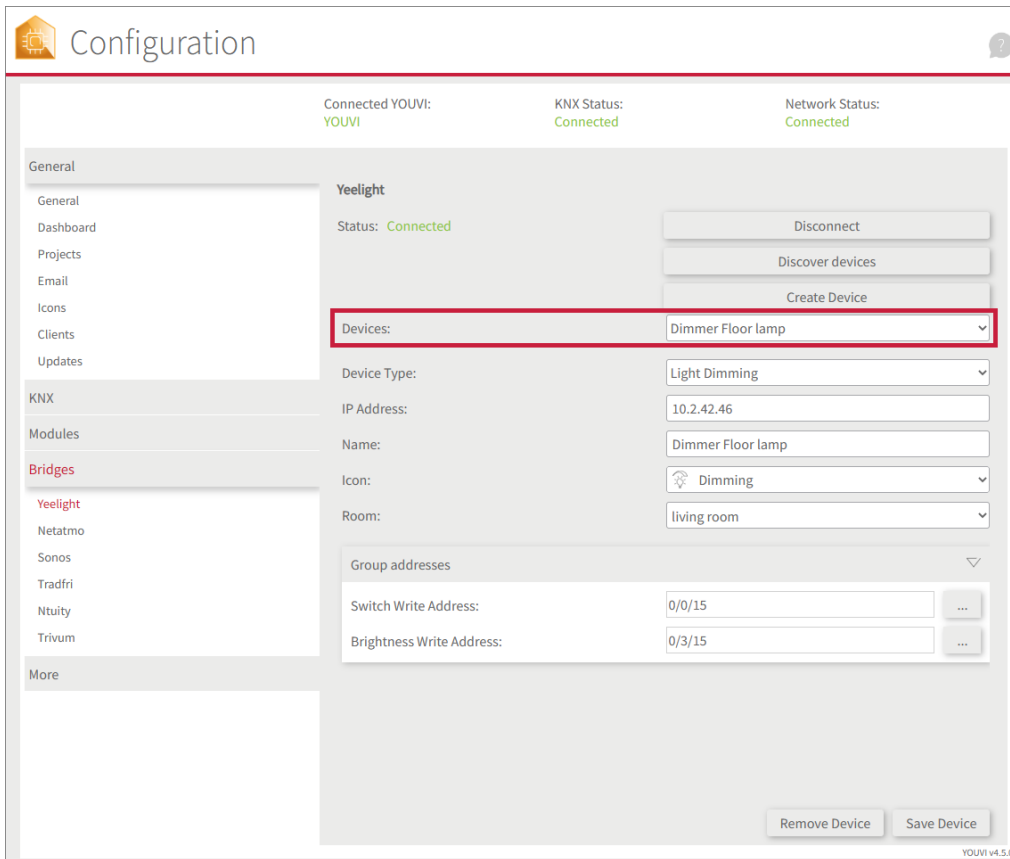 Configuration
?
Connected YOUVI: KNX Status: Network Status:
YOUVI Connected Connected
General
General
Dashboard
Projects
Email
Icons
Clients
Updates
KNX
Modules
Bridges
Yeelight
Netatmo
Sonos
Tradfri
Ntuity
Trivum
More
Yeelight
Status: Connected Disconnect
Discover devices
Create Device
Devices: Dimmer Floor lamp
Device Type: Light Dimming
IP Address: 10.2.42.46
Name: Dimmer Floor lamp
Icon: Dimming
Room: living room
Group addresses
Switch Write Address: 0/0/15 ...
Brightness Write Address: 0/3/15 ...
Remove Device Save Device
YOUVI v4.5.